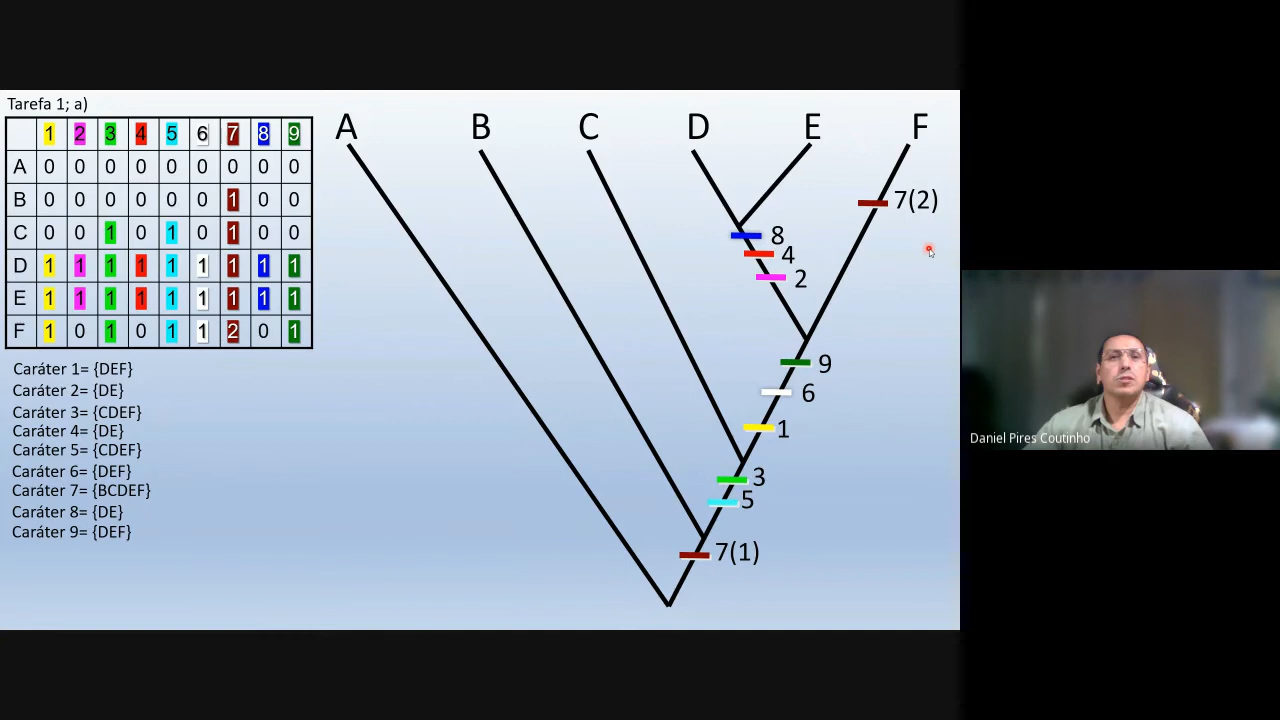 Tarefa 1; a)
1 2 3 4 5 6 7 8 9
A 0 0 0 0 0 0 0 0 0
B 0 0 0 0 0 0 1 0 0
C 0 0 1 0 1 0 1 0 0
D 1 1 1 1 1 1 1 1 1
E 1 1 1 1 1 1 1 1 1
F 1 0 1 0 1 1 2 0 1
Caráter 1= {DEF}
Caráter 2= {DE}
Caráter 3= {CDEF}
Caráter 4= {DE}
Caráter 5= {CDEF}
Caráter 6= {DEF}
Caráter 7= {BCDEF}
Caráter 8= {DE}
Caráter 9= {DEF}
A B C D E F
7(2)
8
4
2
9
6
1
3
5
7(1)
Daniel Pires Coutinho